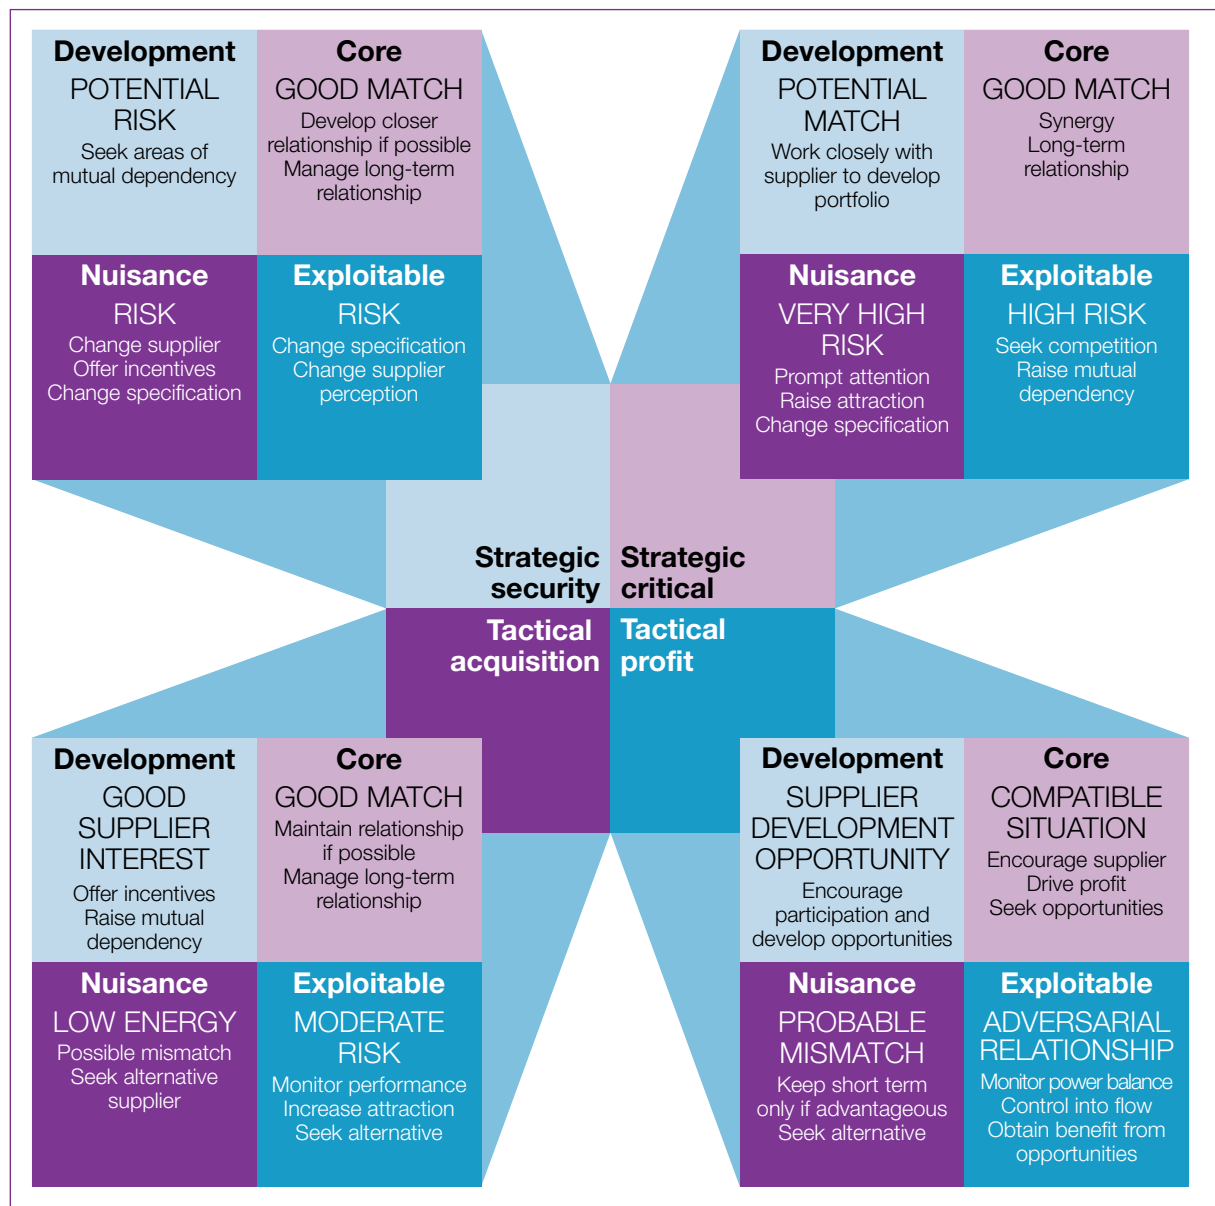 Development
POTENTIAL
RISK
Seek areas of
mutual dependency
Core
GOOD MATCH
Develop closer
relationship if possible
Manage long-term
relationship
Nuisance
RISK
Change supplier
Offer incentives
Change specification
Exploitable
RISK
Change specification
Change supplier
perception
Development
POTENTIAL
MATCH
Work closely with
supplier to develop
portfolio
Core
GOOD MATCH
Synergy
Long-term
relationship
Nuisance
VERY HIGH
RISK
Prompt attention
Raise attraction
Change specification
Exploitable
HIGH RISK
Seek competition
Raise mutual
dependency
Strategic
security
Strategic
critical
Tactical
acquisition
Tactical
profit
Development
GOOD
SUPPLIER
INTEREST
Offer incentives
Raise mutual
dependency
Core
GOOD MATCH
Maintain relationship
if possible
Manage long-term
relationship
Nuisance
LOW ENERGY
Possible mismatch
Seek alternative
supplier
Exploitable
MODERATE
RISK
Monitor performance
Increase attraction
Seek alternative
Development
SUPPLIER
DEVELOPMENT
OPPORTUNITY
Encourage
participation and
develop opportunities
Core
COMPATIBLE
SITUATION
Encourage supplier
Drive profit
Seek opportunities
Nuisance
PROBABLE
MISMATCH
Keep short term
only if advantageous
Seek alternative
Exploitable
ADVERSARIAL
RELATIONSHIP
Monitor power balance
Control into flow
Obtain benefit from
opportunities